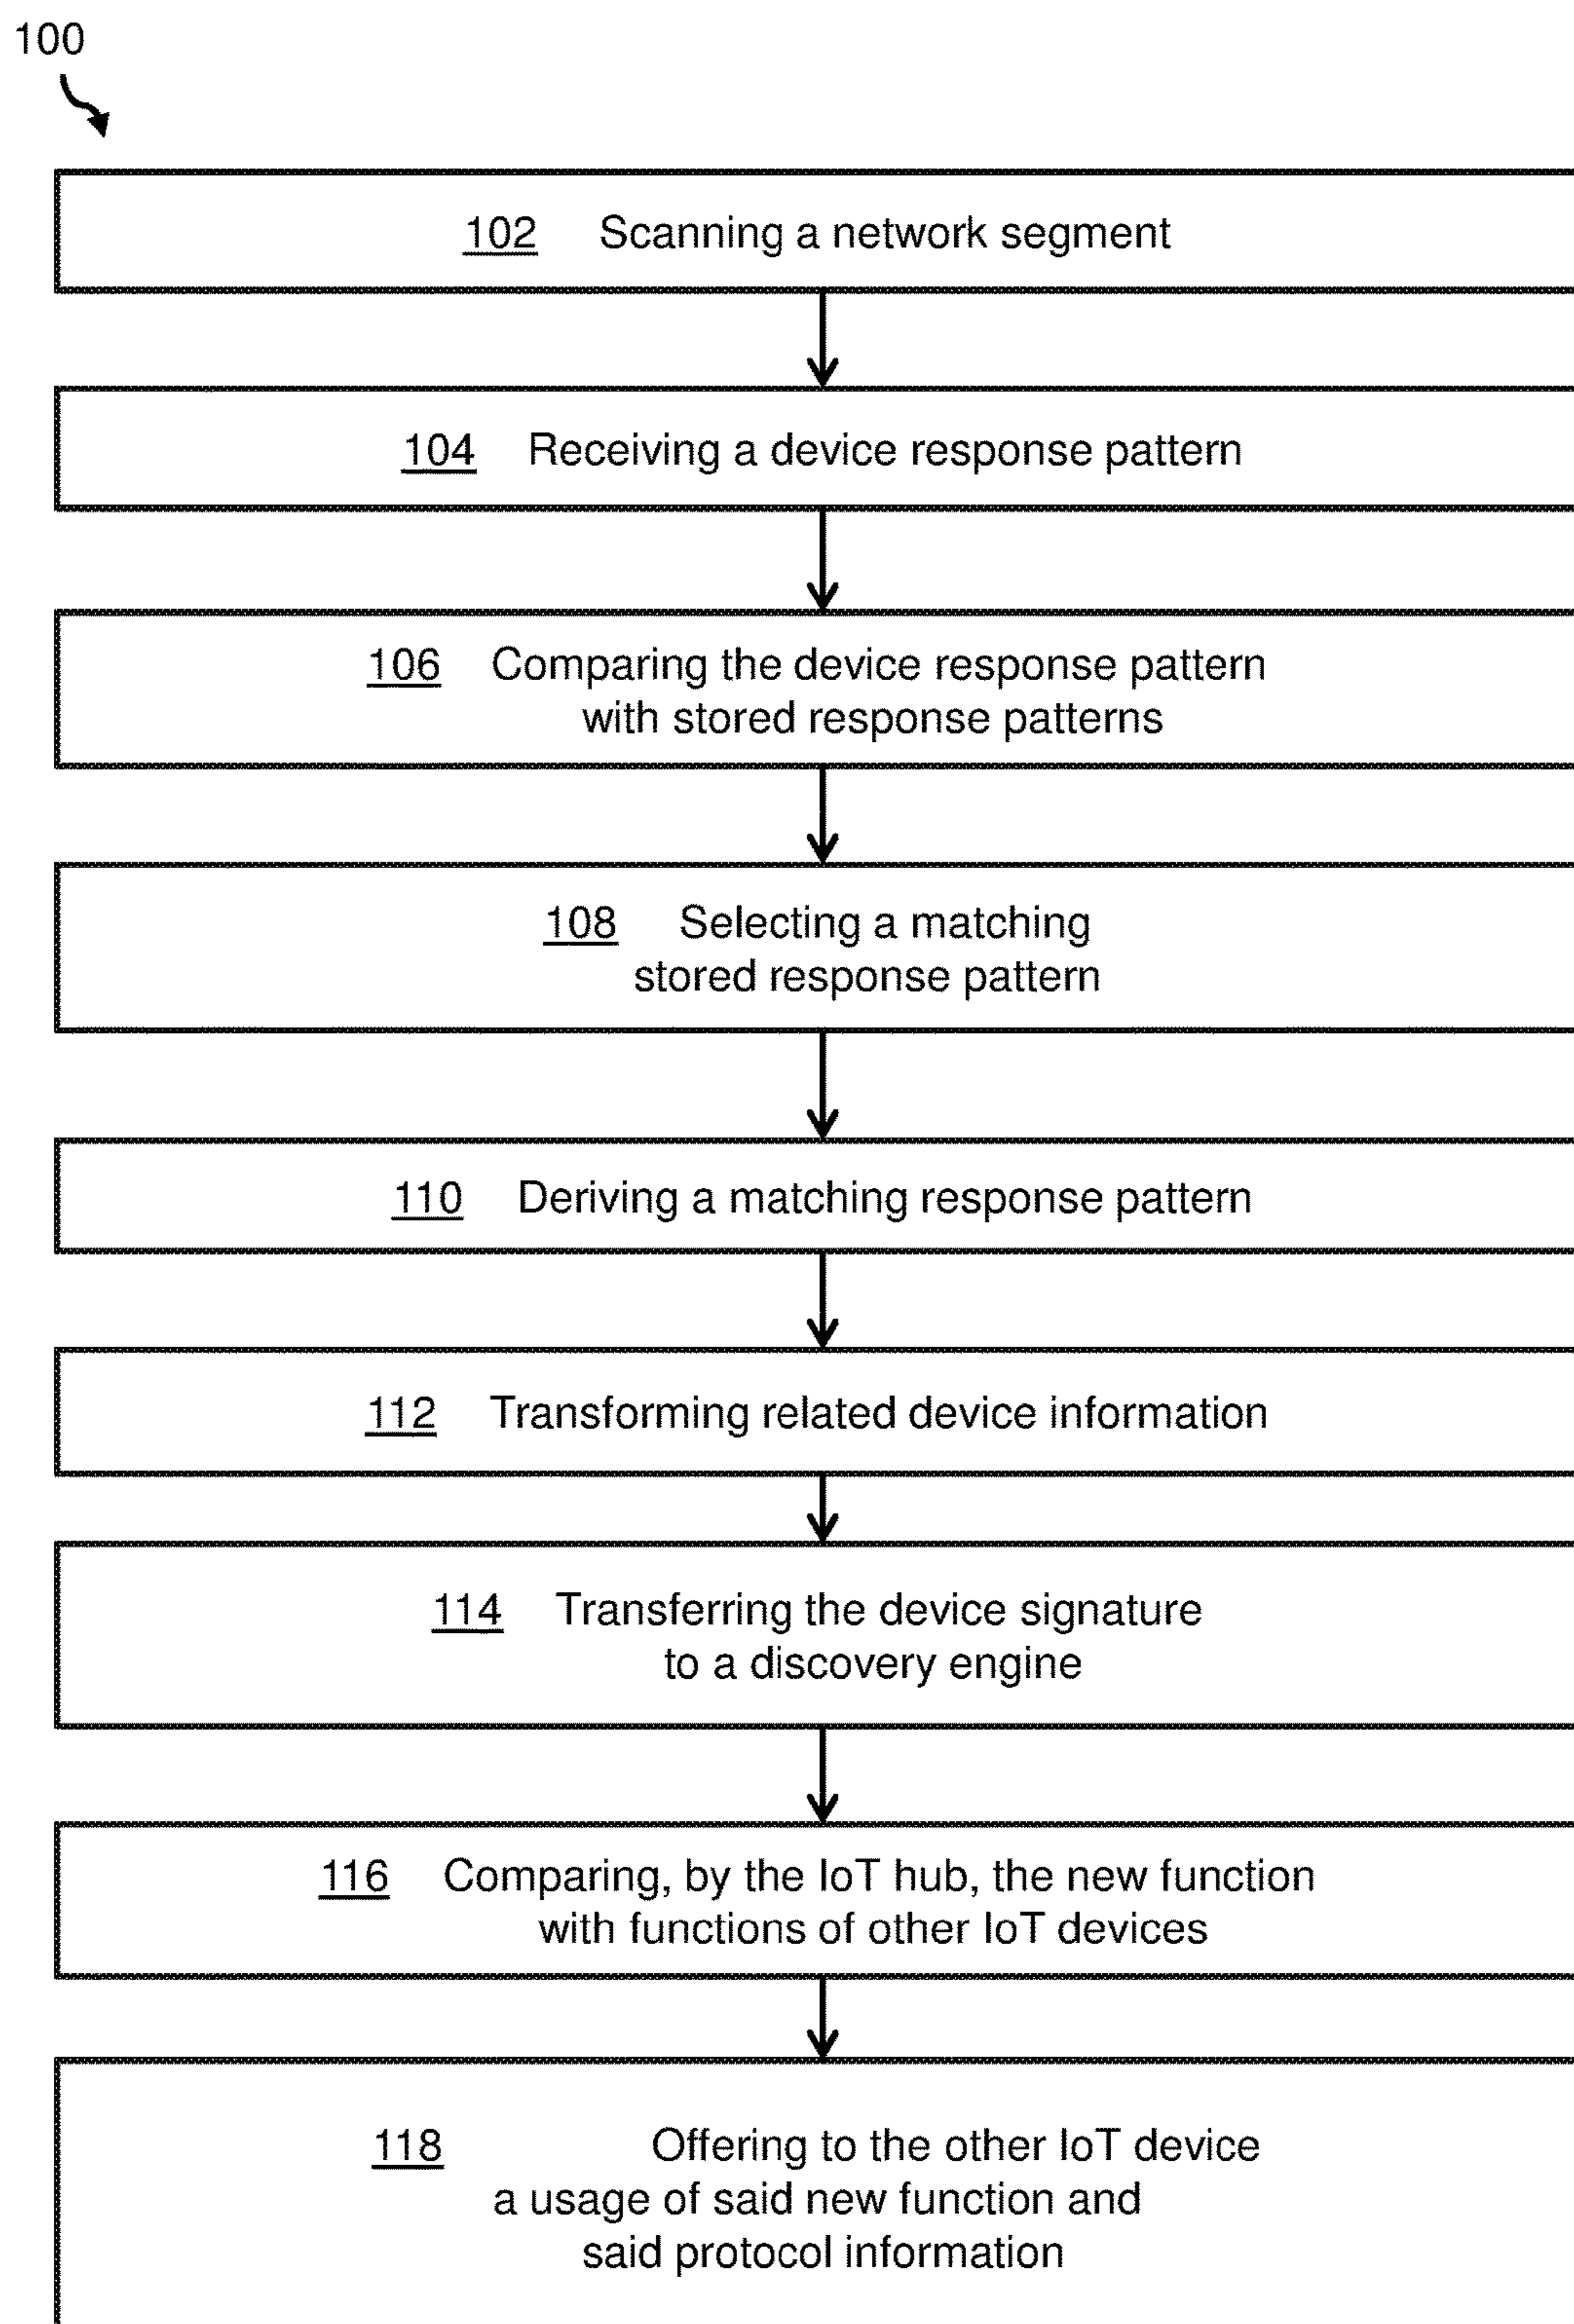 100
102 Scanning a network segment
104 Receiving a device response pattern
106 Comparing the device response pattern
with stored response patterns
108 Selecting a matching
stored response pattern
110 Deriving a matching response pattern
112 Transforming related device information
114 Transferring the device signature
to a discovery engine
116 Comparing, by the IoT hub, the new function
with functions of other IoT devices
118 Offering to the other IoT device
a usage of said new function and
said protocol information